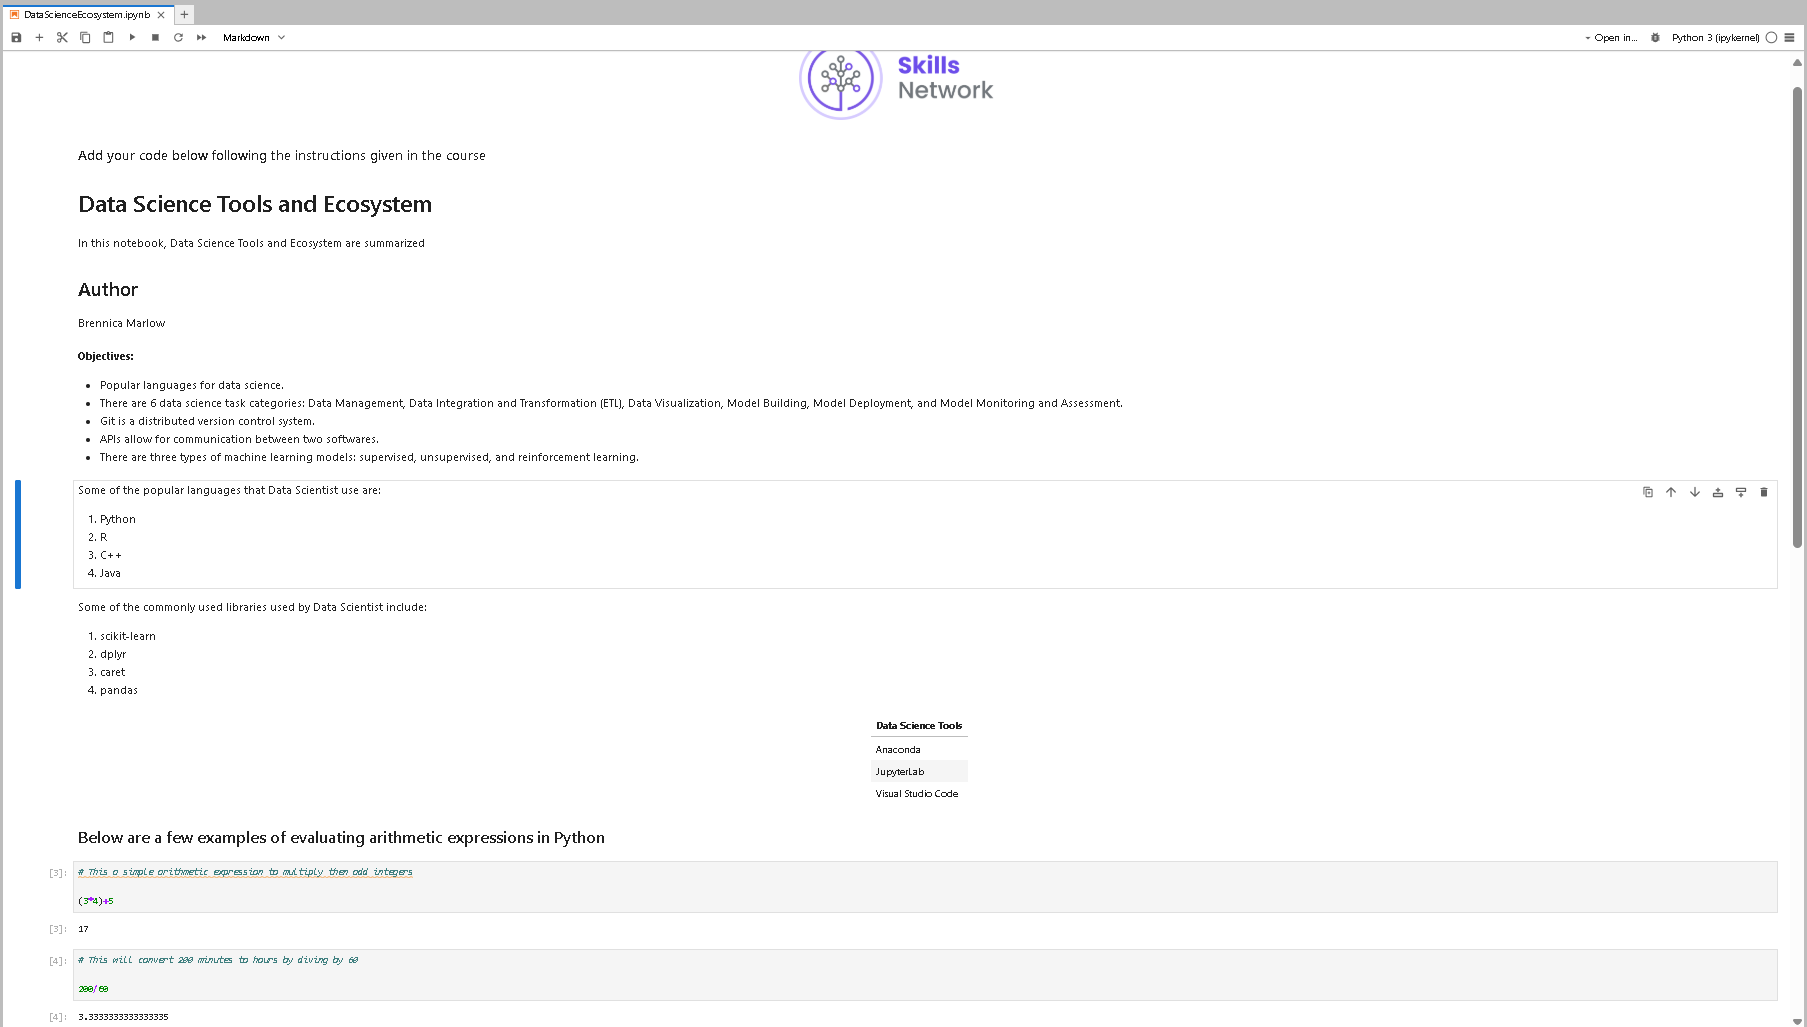 DataScienceEcosystem.ipynb
Markdown
Open in...
Python 3 (ipykernel)
Skills
Network
Add your code below following the instructions given in the course
Data Science Tools and Ecosystem
In this notebook, Data Science Tools and Ecosystem are summarized
Author
Brennica Marlow
Objectives:
• Popular languages for data science.
• There are 6 data science task categories: Data Management, Data Integration and Transformation (ETL), Data Visualization, Model Building, Model Deployment, and Model Monitoring and Assessment.
• Git is a distributed version control system.
• APIs allow for communication between two softwares.
• There are three types of machine learning models: supervised, unsupervised, and reinforcement learning.
Some of the popular languages that Data Scientist use are:
1. Python
2. R
3. C++
4. Java
Some of the commonly used libraries used by Data Scientist include:
1. scikit-learn
2. dplyr
3. caret
4. pandas
Data Science Tools
Anaconda
JupyterLab
Visual Studio Code
Below are a few examples of evaluating arithmetic expressions in Python
[3]: # This a simple arithmetic expression to multiply then add integers
(3*4)+5
[3]: 17
[4]: # This will convert 200 minutes to hours by diving by 60
200/60
[4]: 3.3333333333333335